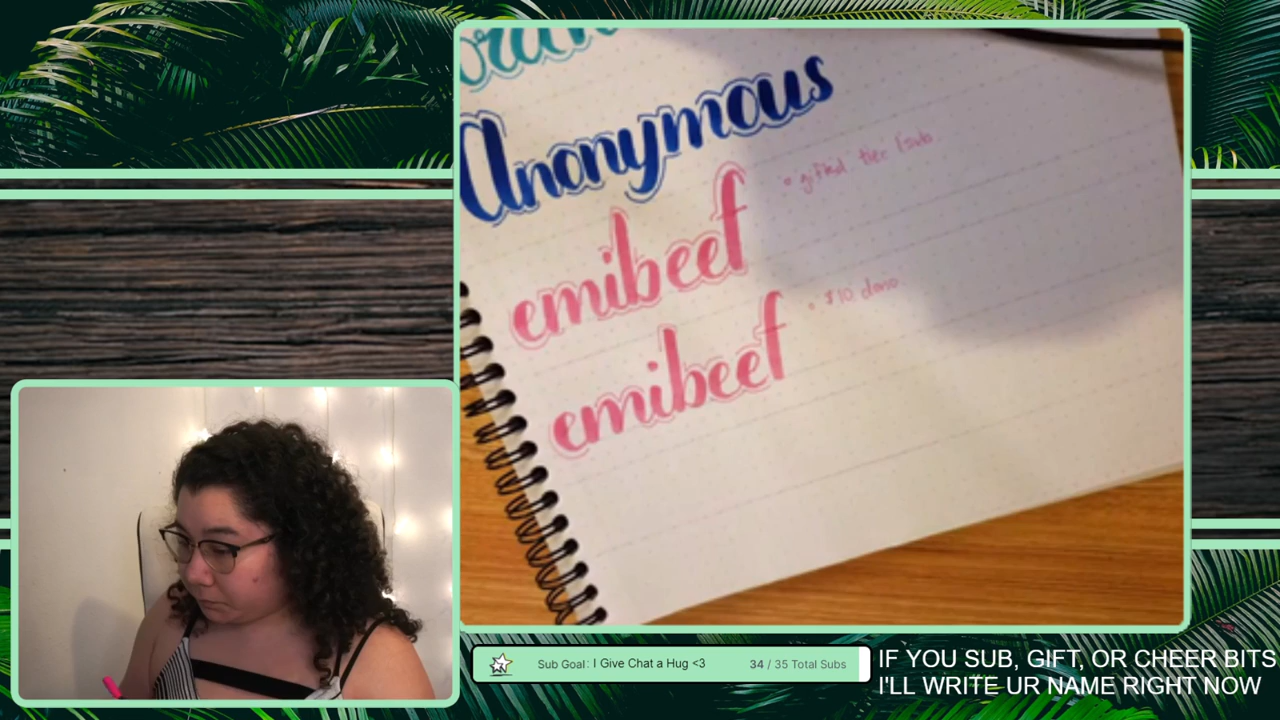 Anonymous
emibeef
gifted tier 1 sub
emibeef
$10 dono
Sub Goal: I Give Chat a Hug <3
34 / 35 Total Subs
IF YOU SUB, GIFT, OR CHEER BITS
I'LL WRITE UR NAME RIGHT NOW